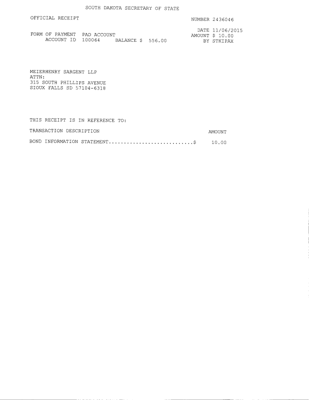 SOUTH DAKOTA SECRETARY OF STATE
OFFICIAL RECEIPT NUMBER 2436046
DATE 11/06/2015
FORM OF PAYMENT PAD ACCOUNT AMOUNT $ 10.00
ACCOUNT ID 100064 BALANCE $ 556.00 BY
MEIERHENRY SARGENT LLP
ATTN:
315 SOUTH PHILLIPS AVENUE
SIOUX FALLS SD 57104-6318
THIS RECEIPT IS IN REFERENCE TO:
TRANSACTION DESCRIPTION AMOUNT
BOND INFORMATION STATEMENT............................$ 10.00